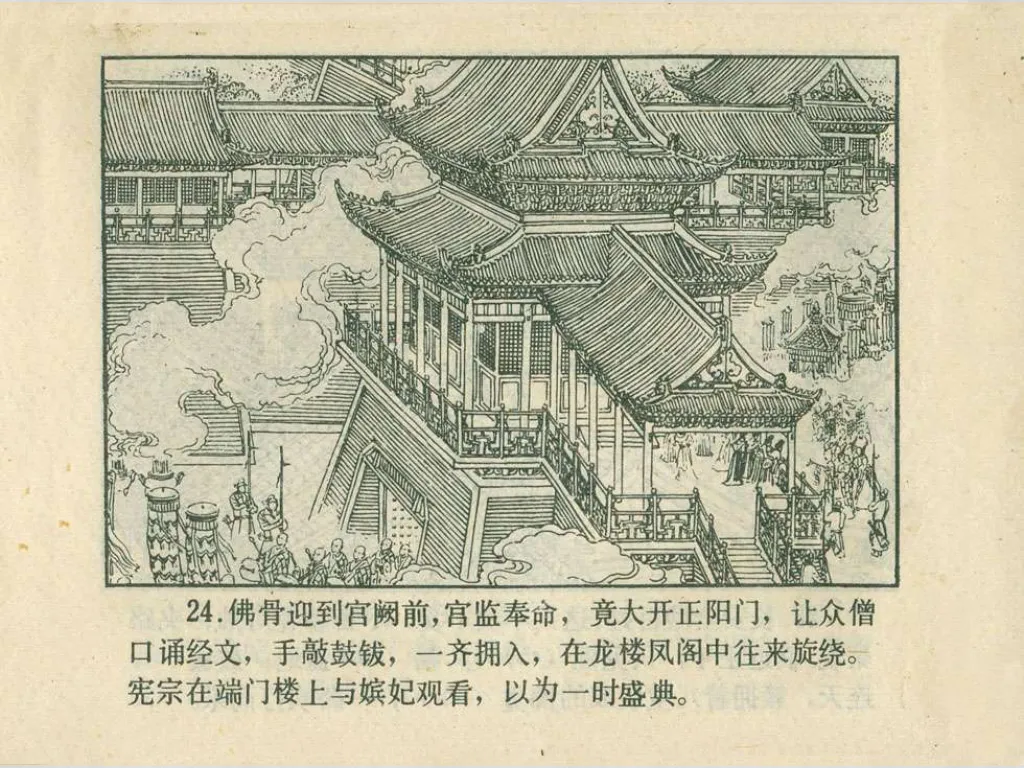 24.佛骨迎到宫阙前,宫监奉命，竟大开正阳门，让众僧
口诵经文，手敲鼓钹，一齐拥入，在龙楼凤阁中往来旋绕。
宪宗在端门楼上与嫔妃观看，以为一时盛典。